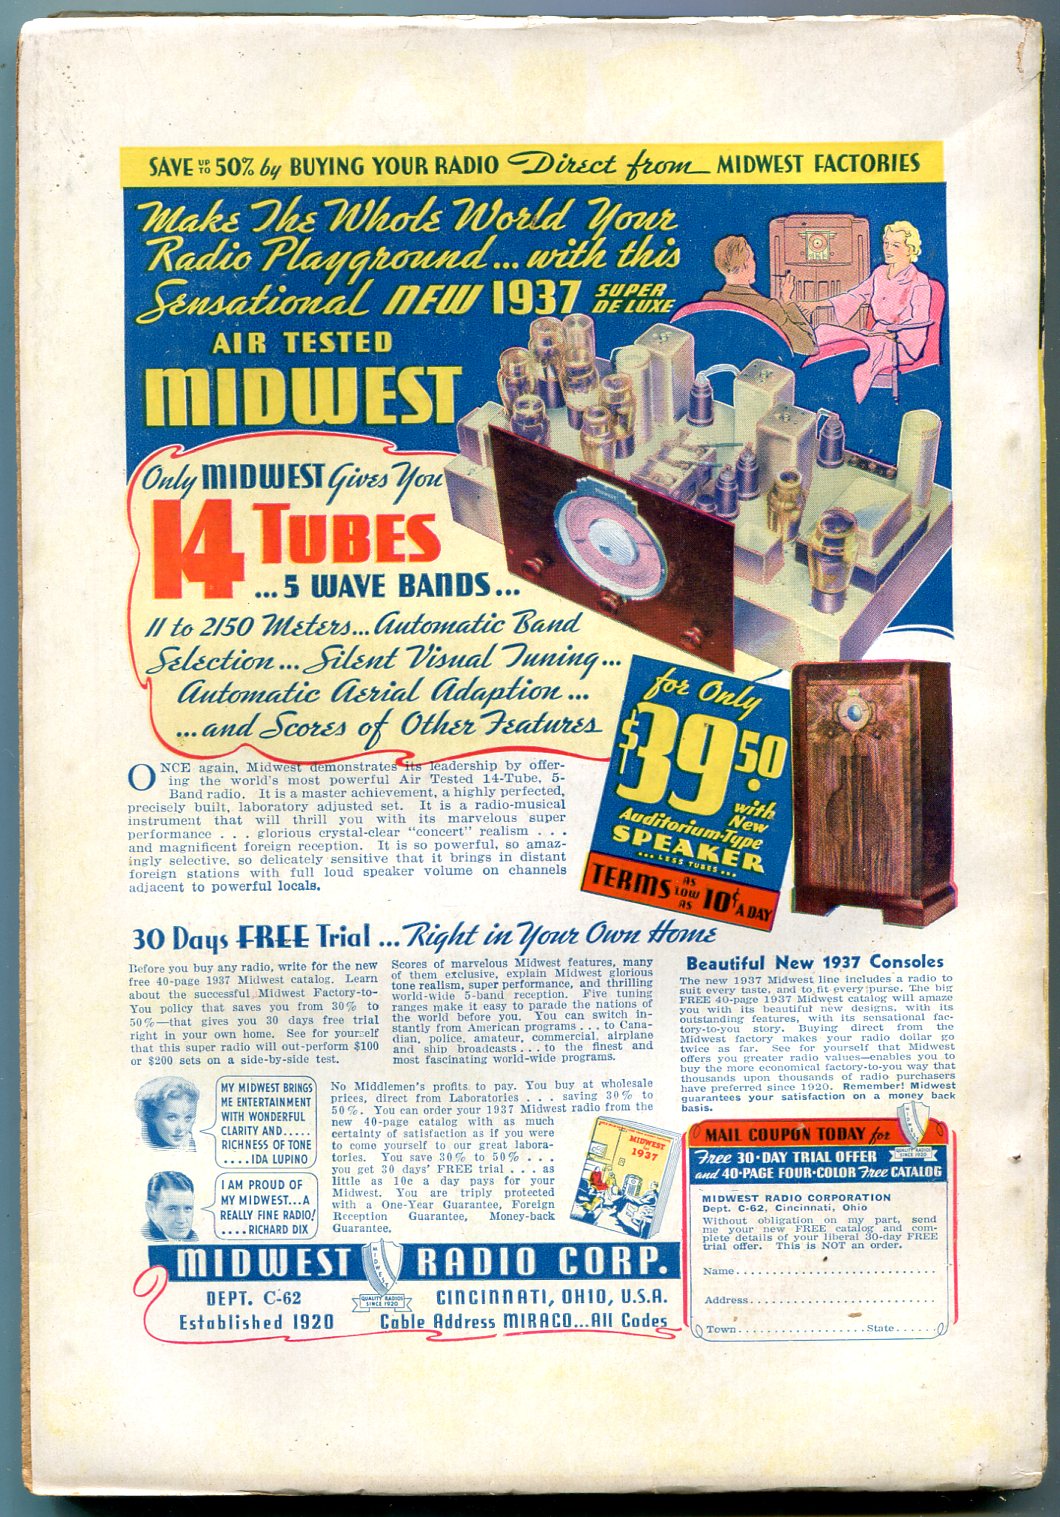 SAVE UP TO 50% by BUYING YOUR RADIO Direct from MIDWEST FACTORIES
Make The Whole World Your
Radio Playground... with this
Sensational NEW 1937 SUPER DE LUXE
AIR TESTED
MIDWEST
Only MIDWEST Gives You
14 TUBES
...5 WAVE BANDS...
11 to 2150 Meters... Automatic Band
Selection... Silent Visual Tuning...
Automatic Aerial Adaption...
...and Scores of Other Features
for Only
$39.50
with
New
Auditorium-Type
SPEAKER
...LESS TUBES...
TERMS AS LOW AS 10¢ A DAY
ONCE again, Midwest demonstrates its leadership by offer-
ing the world's most powerful Air Tested 14-Tube, 5-
Band radio. It is a master achievement, a highly perfected,
precisely built, laboratory adjusted set. It is a radio-musical
instrument that will thrill you with its marvelous super
performance . . . glorious crystal-clear "concert" realism . . .
and magnificent foreign reception. It is so powerful, so amaz-
ingly selective, so delicately sensitive that it brings in distant
foreign stations with full loud speaker volume on channels
adjacent to powerful locals.
30 Days FREE Trial ...Right in Your Own Home
Before you buy any radio, write for the new
free 40-page 1937 Midwest catalog. Learn
about the successful Midwest Factory-to-
You policy that saves you from 30% to
50%—that gives you 30 days free trial
right in your own home. See for yourself
that this super radio will out-perform $100
or $200 sets on a side-by-side test.
Scores of marvelous Midwest features, many
of them exclusive, explain Midwest glorious
tone realism, super performance, and thrilling
world-wide 5-band reception. Five tuning
ranges make it easy to parade the nations of
the world before you. You can switch in-
stantly from American programs . . . to Cana-
dian, police, amateur, commercial, airplane
and ship broadcasts . . . to the finest and
most fascinating world-wide programs.
Beautiful New 1937 Consoles
The new 1937 Midwest line includes a radio to
suit every taste, and to fit every purse. The big
FREE 40-page 1937 Midwest catalog will amaze
you with its beautiful new designs, with its
outstanding features, with its sensational fac-
tory-to-you story. Buying direct from the
Midwest factory makes your radio dollar go
twice as far. See for yourself that Midwest
offers you greater radio values—enables you to
buy the more economical factory-to-you way that
thousands upon thousands of radio purchasers
have preferred since 1920. Remember! Midwest
guarantees your satisfaction on a money back
basis.
MY MIDWEST BRINGS
ME ENTERTAINMENT
WITH WONDERFUL
CLARITY AND.....
RICHNESS OF TONE
....IDA LUPINO
I AM PROUD OF
MY MIDWEST...A
REALLY FINE RADIO!
....RICHARD DIX
No Middlemen's profits to pay. You buy at wholesale
prices, direct from Laboratories . . . saving 30% to
50%. You can order your 1937 Midwest radio from the
new 40-page catalog with as much
certainty of satisfaction as if you were
to come yourself to our great labora-
tories. You save 30% to 50% . . .
you get 30 days' FREE trial . . . as
little as 10c a day pays for your
Midwest. You are triply protected
with a One-Year Guarantee, Foreign
Reception Guarantee, Money-back
Guarantee.
MIDWEST
1937
MAIL COUPON TODAY for
QUALITY RADIOS
SINCE 1920
Free 30-DAY TRIAL OFFER
and 40-PAGE FOUR-COLOR Free CATALOG
MIDWEST RADIO CORPORATION
Dept. C-62, Cincinnati, Ohio
Without obligation on my part, send
me your new FREE catalog and com-
plete details of your liberal 30-day FREE
trial offer. This is NOT an order.
Name..............................
Address...........................
Town...................State......
MIDWEST RADIO CORP.
MIDWEST
QUALITY RADIOS
SINCE 1920
DEPT. C-62
CINCINNATI, OHIO, U.S.A.
Established 1920
Cable Address MIRACO...All Codes